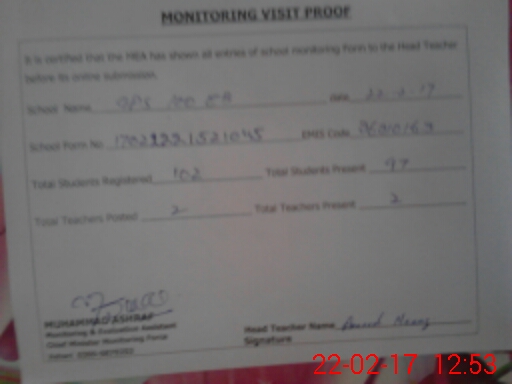 MONITORING VISIT PROOF
It is certified that the MEA has shown all entries of school monitoring Form to the Head Teacher
before its online submission.
School Name GPS date 22-2-17
School Form No EMIS Code
Total Students Registered 102 Total Students Present 97
Total Teachers Posted 2 Total Teachers Present 2
MUHAMMAD ASHRAF
Monitoring & Evaluation Assistant
Chief Minister Monitoring Force
Head Teacher Name
Signature
22-02-17 12:53